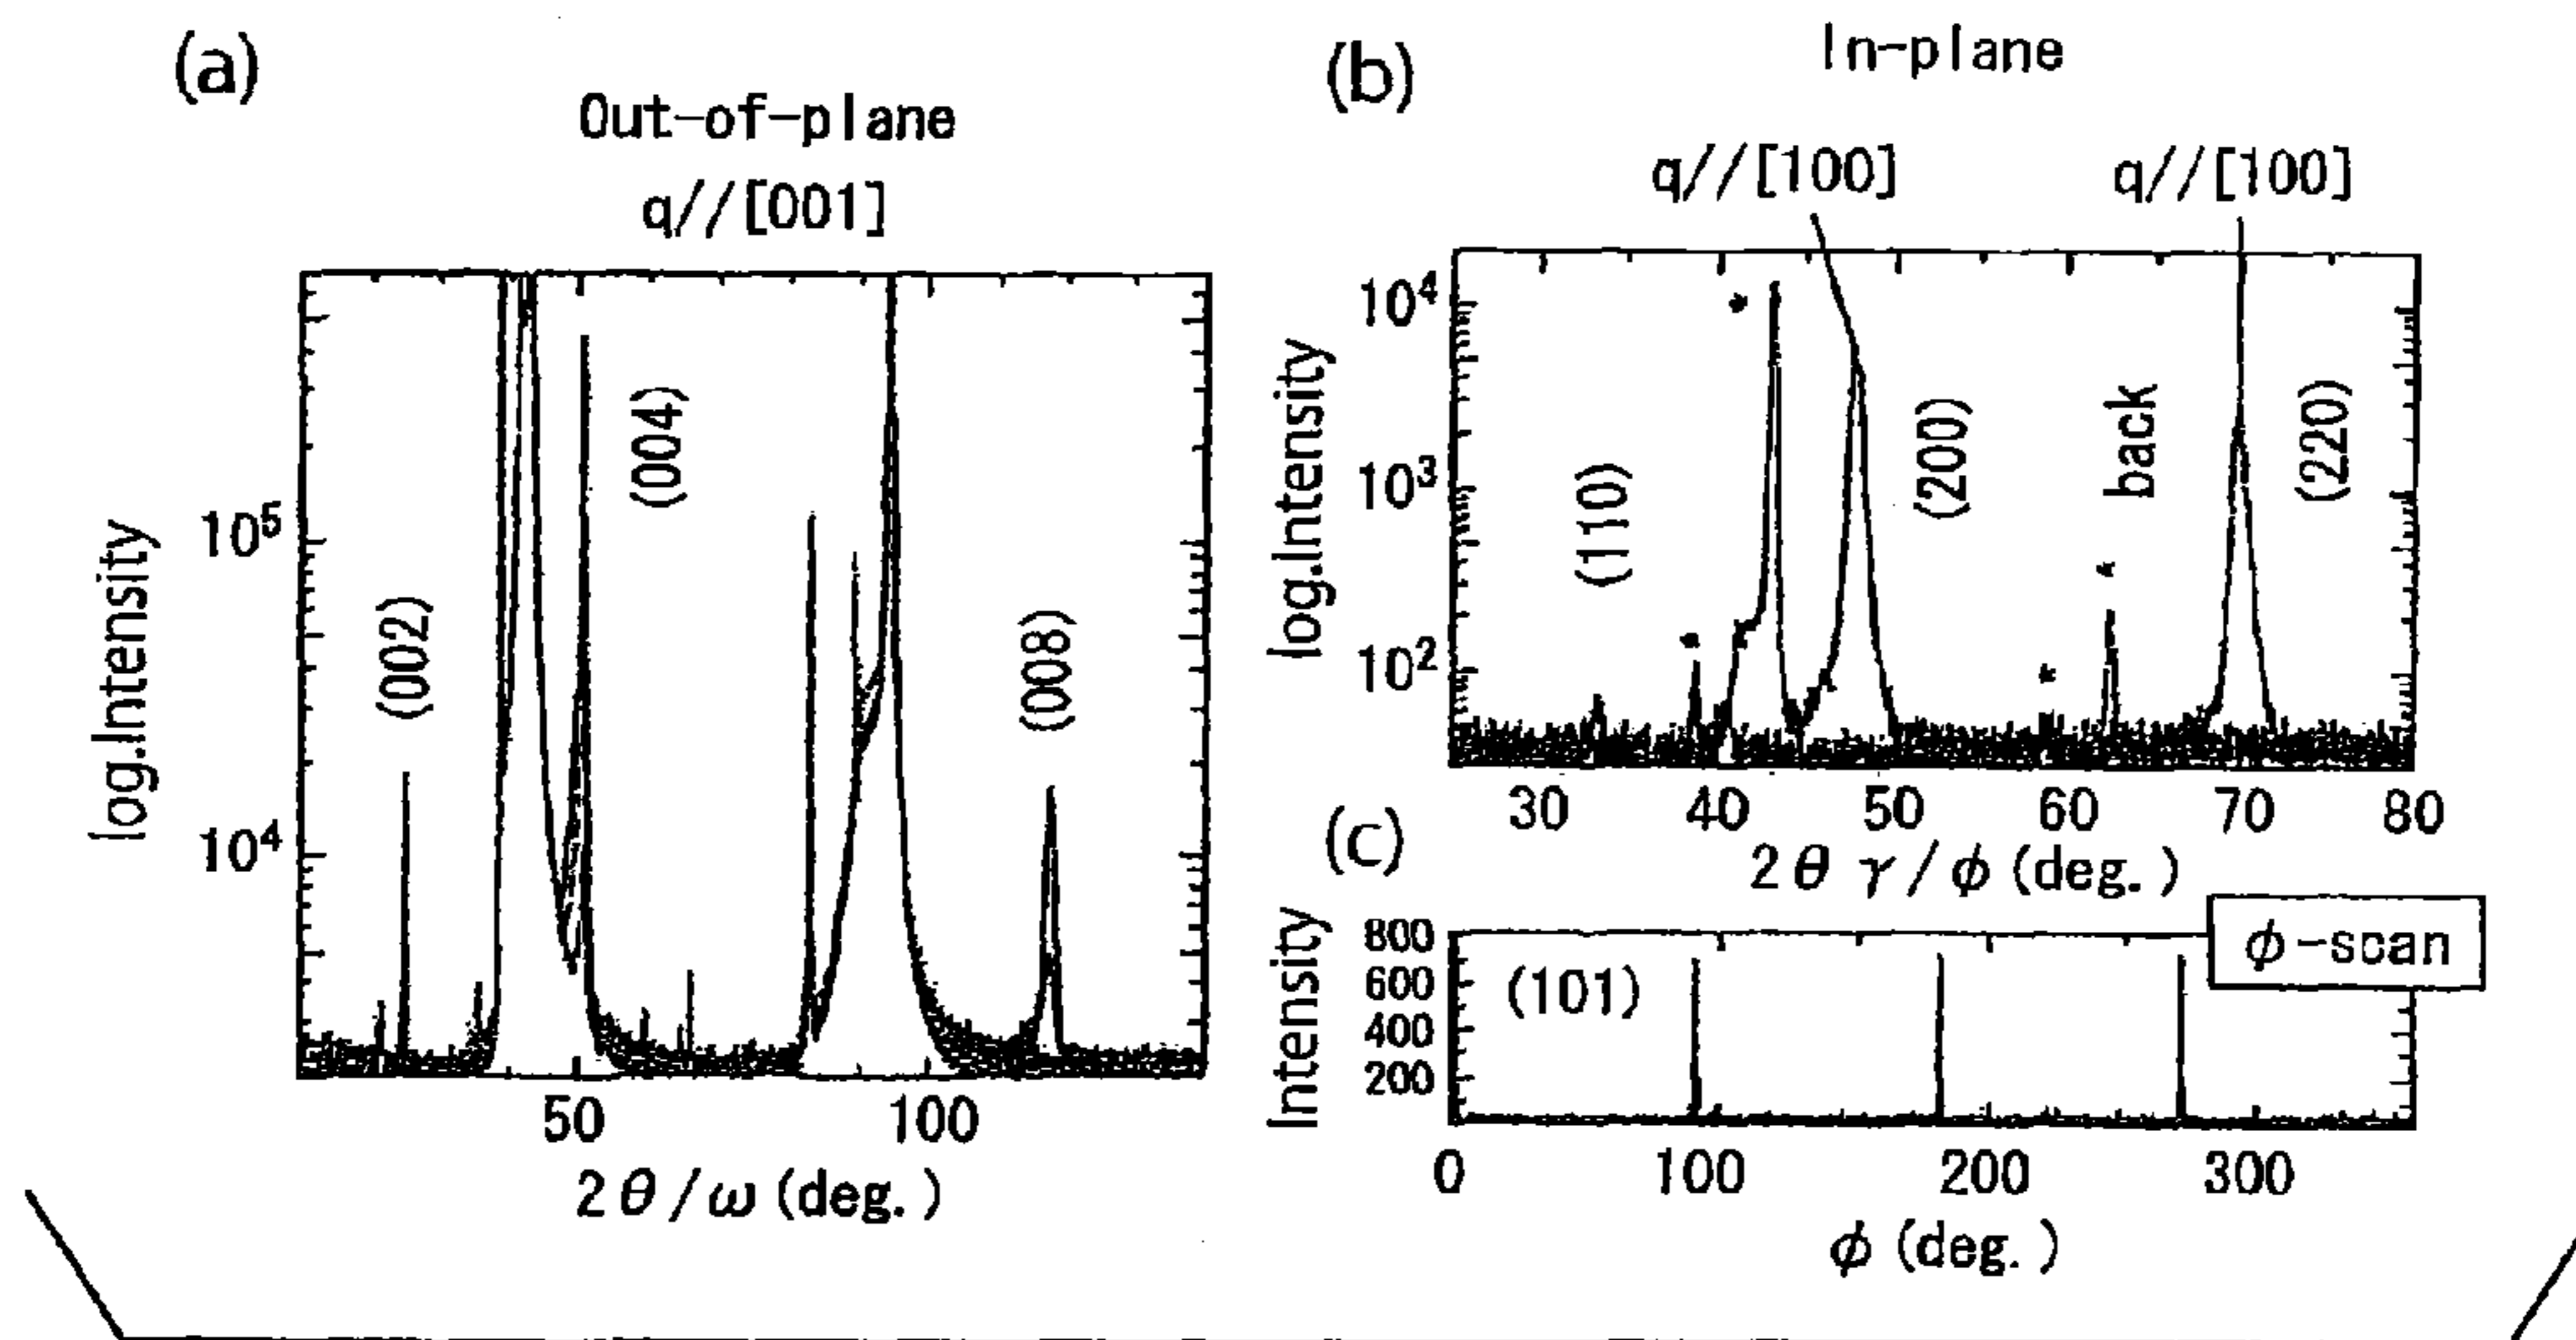 (a)
Out-of-plane
q//[001]
log.Intensity
10⁵
10⁴
(002)
(004)
(008)
50
100
2θ/ω (deg.)
(b)
In-plane
q//[100]
q//[100]
log.Intensity
10⁴
10³
10²
(110)
(200)
back
(220)
30
40
50
60
70
80
2θ γ/φ (deg.)
(c)
Intensity
800
600
400
200
(101)
φ-scan
0
100
200
300
φ (deg.)